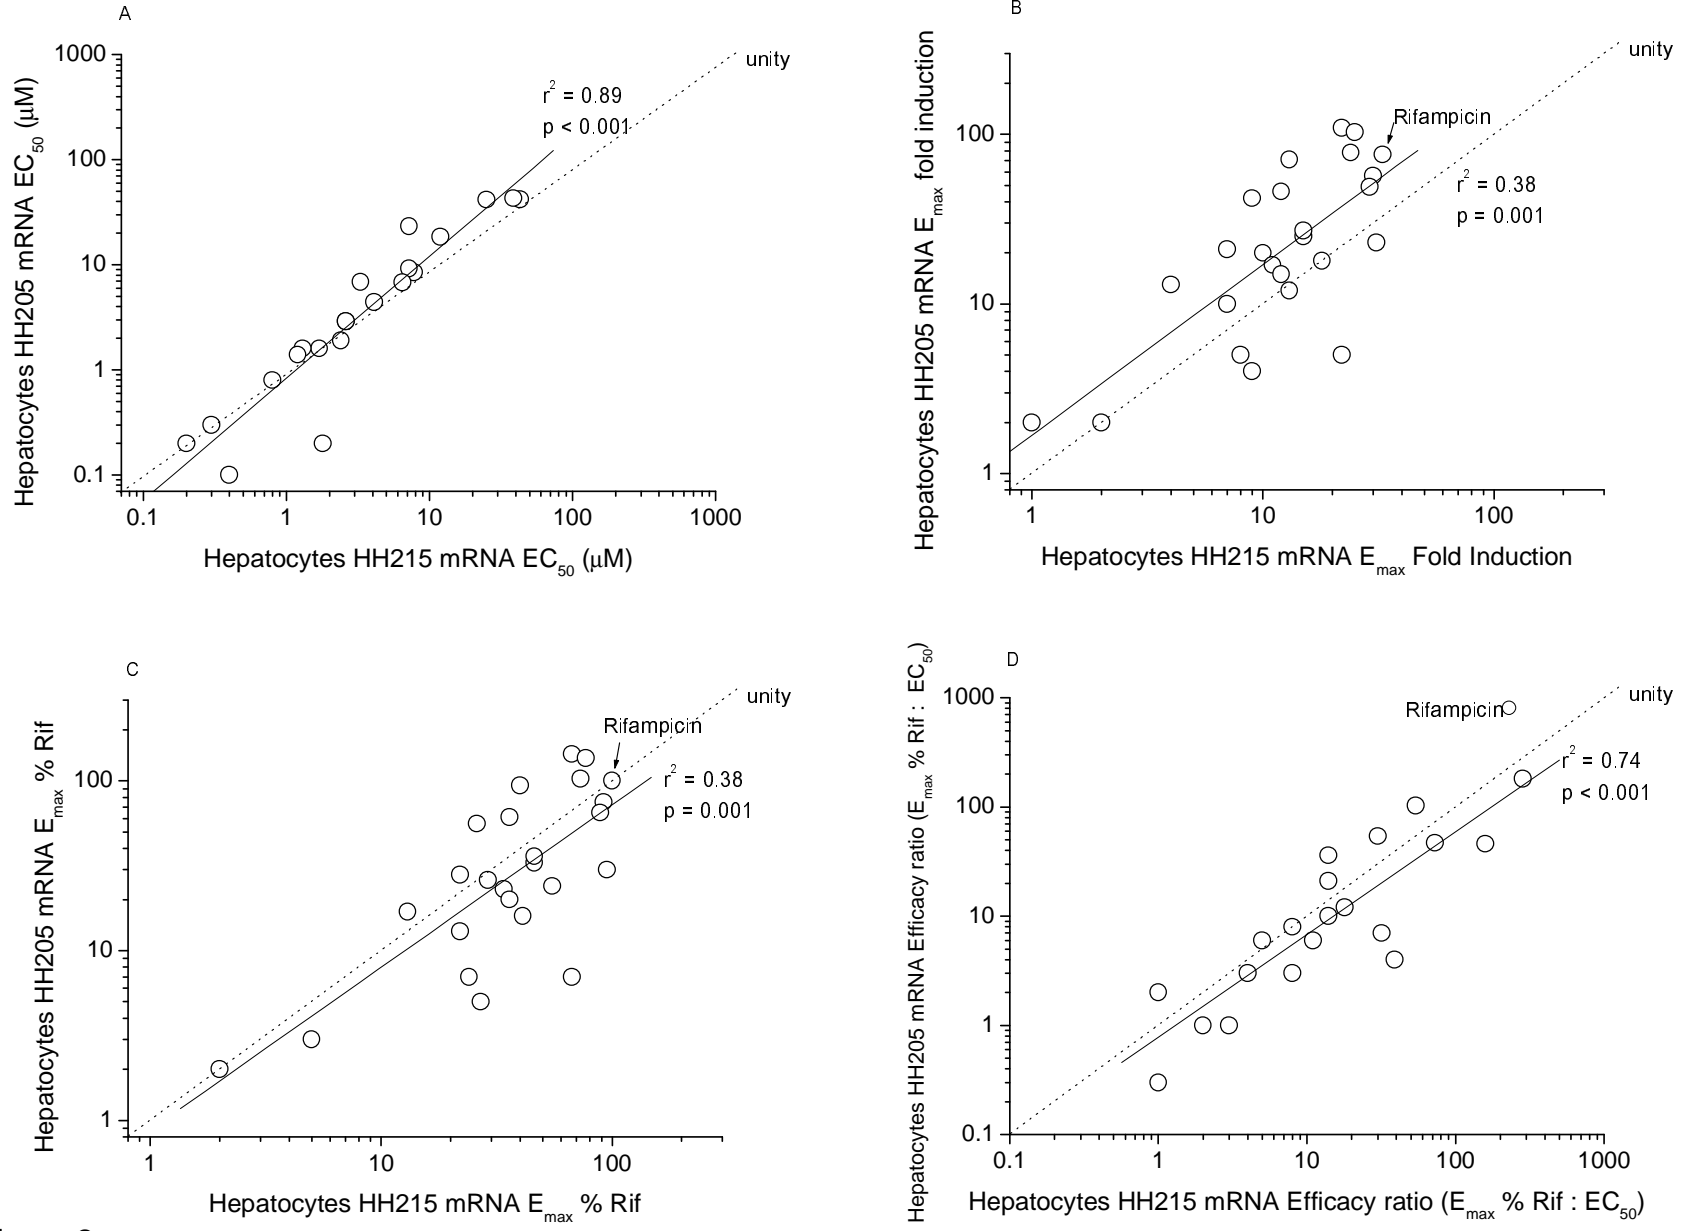 A
Hepatocytes HH205 mRNA EC50 (μM)
1000
100
10
1
0.1
unity
r2 = 0.89
p < 0.001
0.1 1 10 100 1000
Hepatocytes HH215 mRNA EC50 (μM)
B
Hepatocytes HH205 mRNA Emax fold induction
100
10
1
unity
Rifampicin
r2 = 0.38
p = 0.001
1 10 100
Hepatocytes HH215 mRNA Emax Fold Induction
C
Hepatocytes HH205 mRNA Emax % Rif
100
10
1
unity
Rifampicin
r2 = 0.38
p = 0.001
1 10 100
Hepatocytes HH215 mRNA Emax % Rif
D
Hepatocytes HH205 mRNA Efficacy ratio (Emax % Rif : EC50)
1000
100
10
1
0.1
unity
Rifampicin
r2 = 0.74
p < 0.001
0.1 1 10 100 1000
Hepatocytes HH215 mRNA Efficacy ratio (Emax % Rif : EC50)